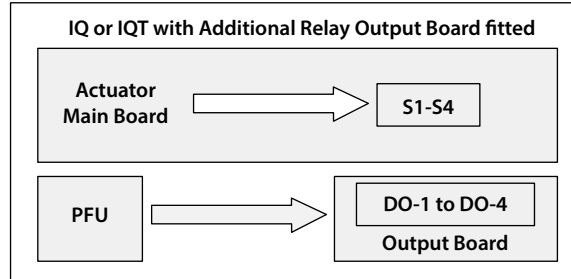 IQ or IQT with Additional Relay Output Board fitted
Actuator
Main Board
S1-S4
PFU
DO-1 to DO-4
Output Board